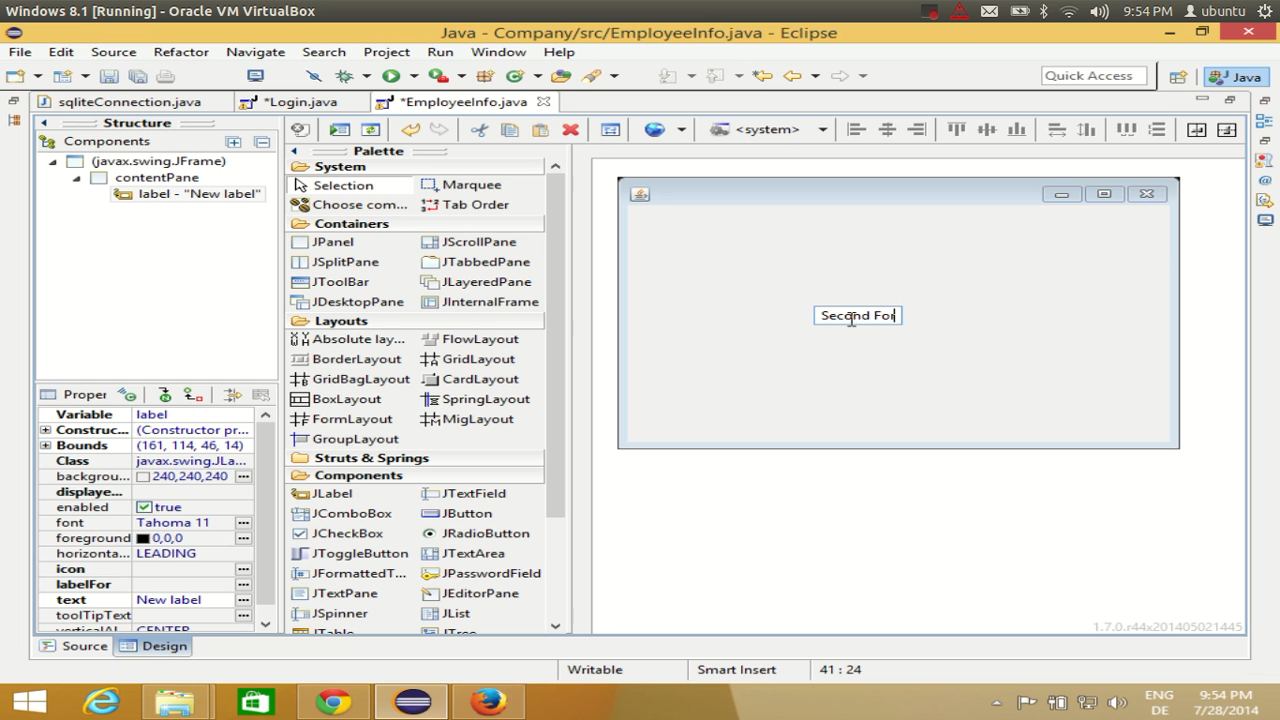 Windows 8.1 [Running] - Oracle VM VirtualBox
9:54 PM
ubuntu
Java - Company/src/EmployeeInfo.java - Eclipse
File Edit Source Refactor Navigate Search Project Run Window Help
Quick Access
Java
sqliteConnection.java
*Login.java
*EmployeeInfo.java
Structure
Components
(javax.swing.JFrame)
contentPane
label - "New label"
Palette
System
Selection
Marquee
Choose com...
Tab Order
Containers
JPanel
JScrollPane
JSplitPane
JTabbedPane
JToolBar
JLayeredPane
JDesktopPane
JInternalFrame
Layouts
Absolute lay...
FlowLayout
BorderLayout
GridLayout
GridBagLayout
CardLayout
BoxLayout
SpringLayout
FormLayout
MigLayout
GroupLayout
Struts & Springs
Components
JLabel
JTextField
JComboBox
JButton
JCheckBox
JRadioButton
JToggleButton
JTextArea
JFormattedT...
JPasswordField
JTextPane
JEditorPane
JSpinner
JList
JTable
JTree
<system>
Second For
1.7.0.r44x201405021445
Proper
Variable label
Construc... (Constructor pr...
Bounds (161, 114, 46, 14)
Class javax.swing.JLa...
backgrou... 240,240,240
displaye...
enabled true
font Tahoma 11
foreground 0,0,0
horizonta... LEADING
icon
labelFor
text New label
toolTipText
verticalAl... CENTER
Source
Design
Writable
Smart Insert
41 : 24
ENG
DE
9:54 PM
7/28/2014